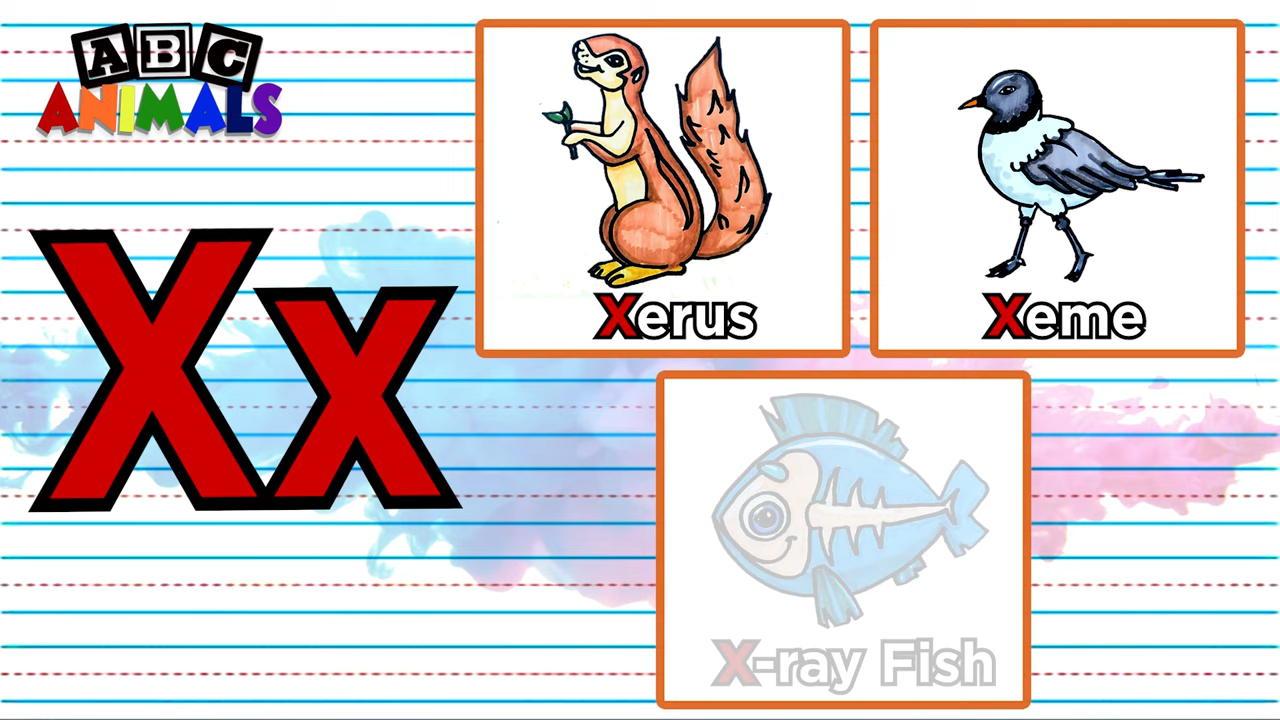 ABC
ANIMALS
Xx
Xerus
Xeme
X-ray Fish